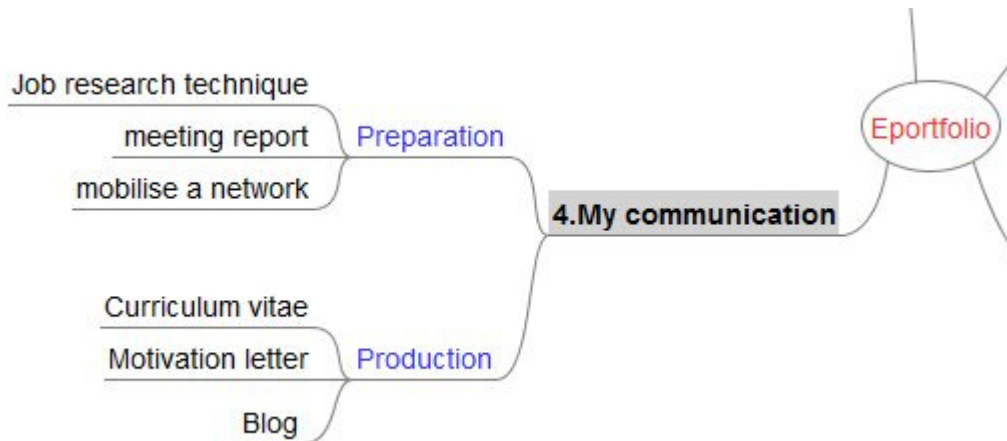 Job research technique
meeting report
mobilise a network
Preparation
Curriculum vitae
Motivation letter
Blog
Production
4.My communication
Eportfolio